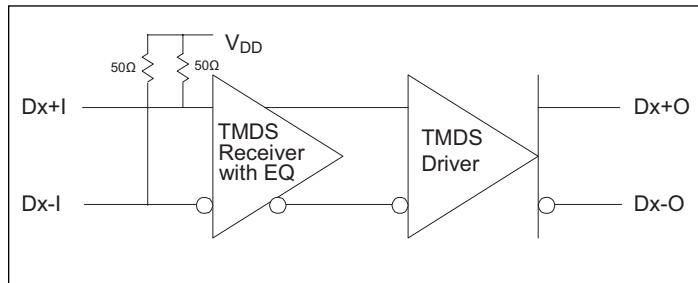 V_DD
50Ω 50Ω
Dx+I
TMDS
Receiver
with EQ
TMDS
Driver
Dx+O
Dx-I
Dx-O